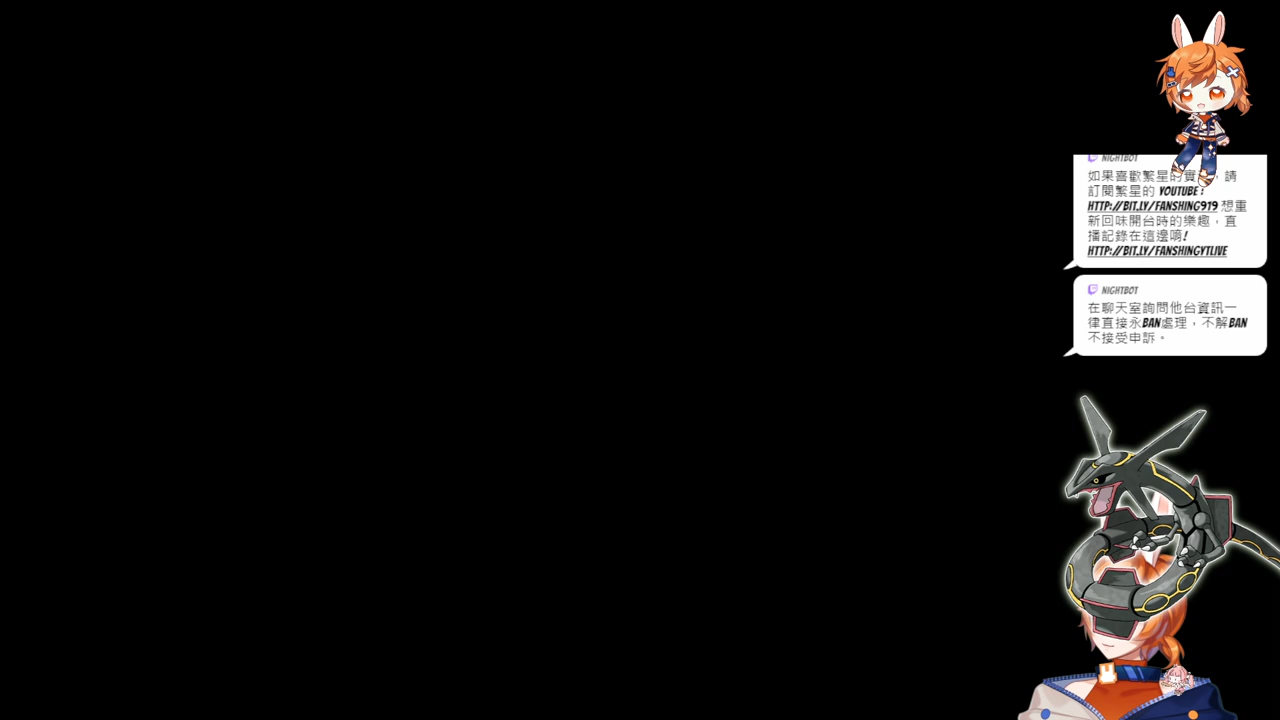 NIGHTBOT
如果喜歡繁星的實，請
訂閱繁星的 YOUTUBE：
HTTP://BIT.LY/FANSHING919 想重
新回味開台時的樂趣，直
播記錄在這邊唷!
HTTP://BIT.LY/FANSHINGYTLIVE
NIGHTBOT
在聊天室詢問他台資訊一
律直接永BAN處理，不解BAN
不接受申訴。